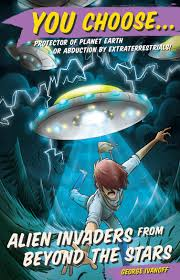 YOU CHOOSE...
PROTECTOR OF PLANET EARTH
OR ABDUCTION BY EXTRATERRESTRIALS!
ALIEN INVADERS FROM
BEYOND THE STARS
GEORGE IVANOFF